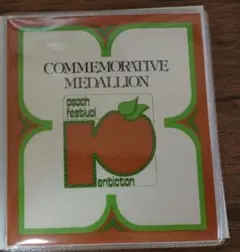 COMMEMORATIVE
MEDALLION
peach
festival
penticton